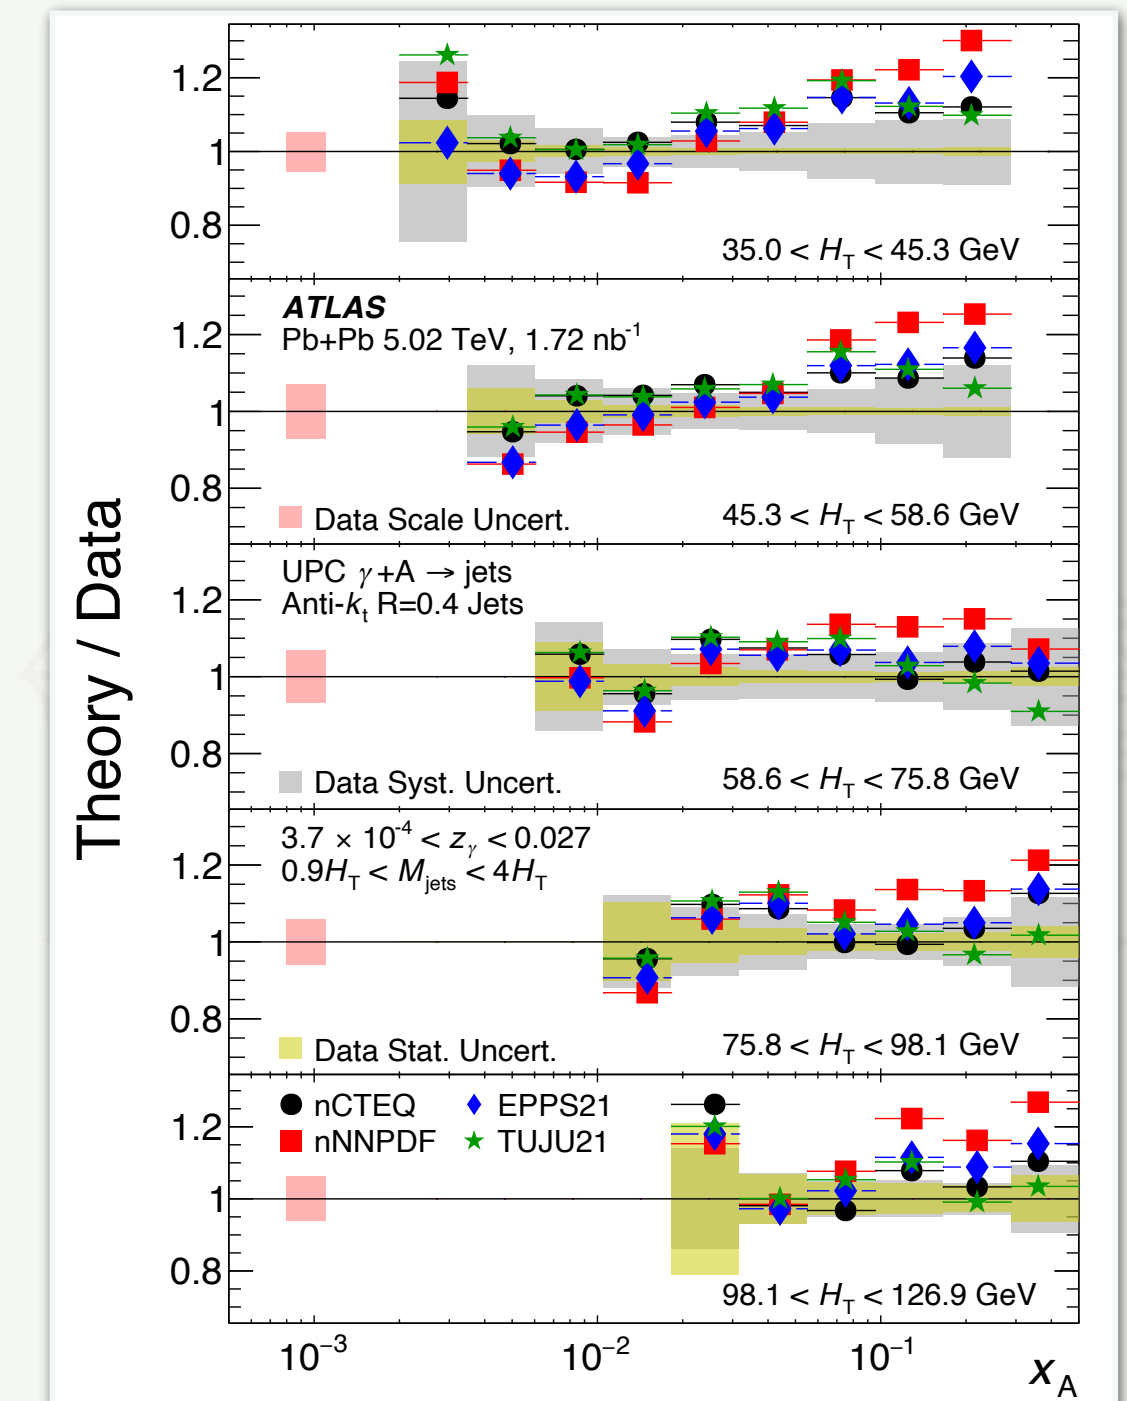 Theory / Data
1.2
1
0.8
35.0 < H_T < 45.3 GeV
ATLAS
Pb+Pb 5.02 TeV, 1.72 nb⁻¹
1.2
1
0.8
Data Scale Uncert.
45.3 < H_T < 58.6 GeV
UPC γ+A → jets
Anti-k_t R=0.4 Jets
1.2
1
0.8
Data Syst. Uncert.
58.6 < H_T < 75.8 GeV
3.7 × 10⁻⁴ < z_γ < 0.027
0.9H_T < M_jets < 4H_T
1.2
1
0.8
Data Stat. Uncert.
75.8 < H_T < 98.1 GeV
nCTEQ EPPS21
nNNPDF TUJU21
1.2
1
0.8
98.1 < H_T < 126.9 GeV
10⁻³ 10⁻² 10⁻¹
x_A